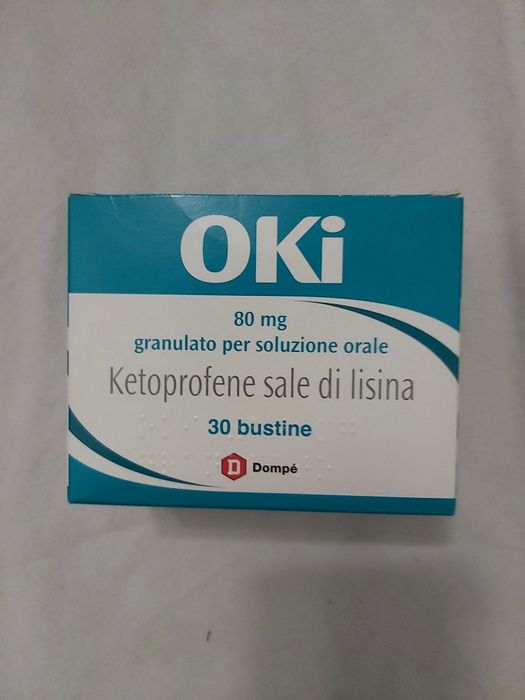 OKi
80 mg
granulato per soluzione orale
Ketoprofene sale di lisina
30 bustine
D Dompé